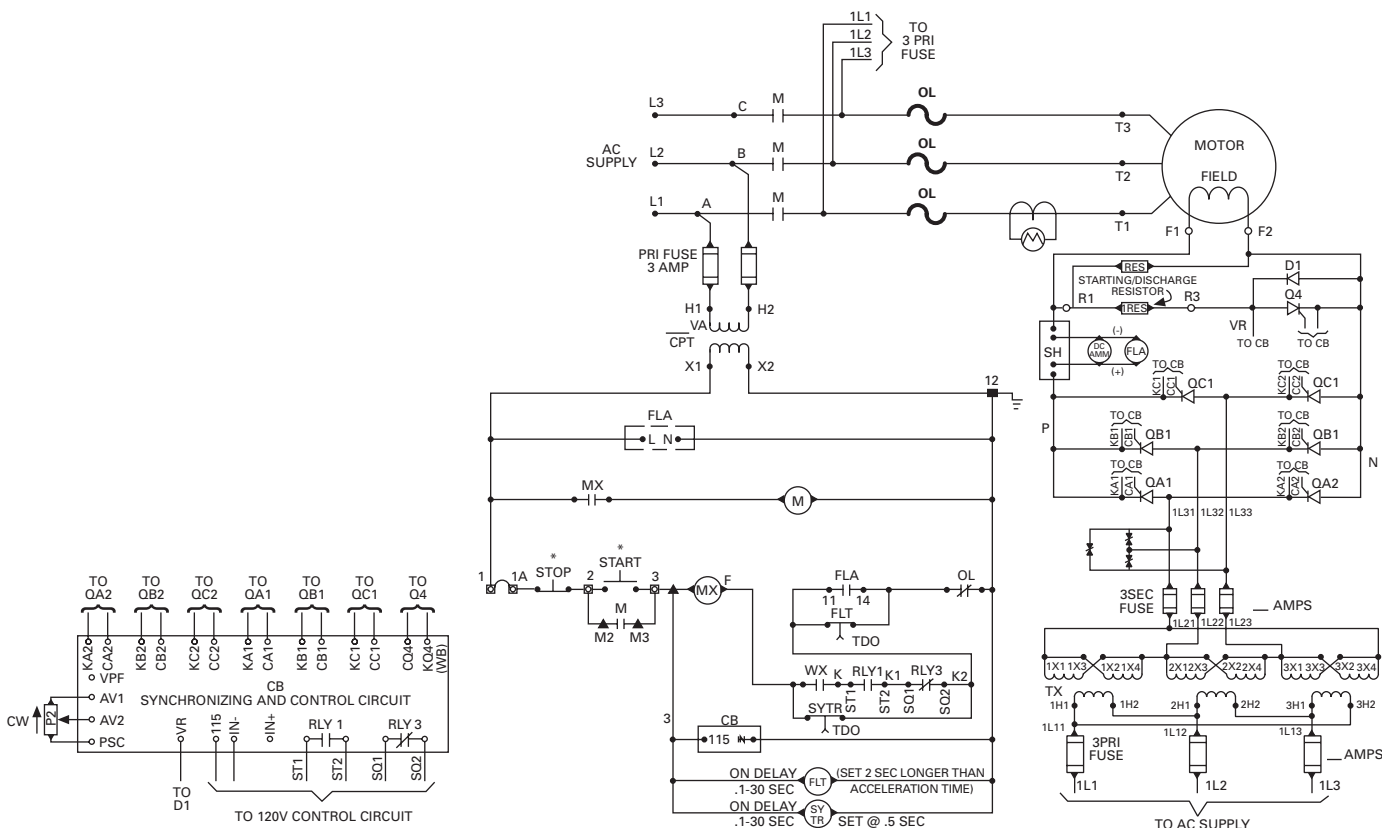 1L1
1L2
1L3
TO
3 PRI
FUSE
L3
C
M
OL
T3
AC
SUPPLY
L2
B
M
OL
T2
MOTOR
FIELD
L1
A
M
OL
T1
F1
F2
PRI FUSE
3 AMP
H1
H2
VA
CPT
X1
X2
RES
STARTING/DISCHARGE
RESISTOR
R1
1RES
R3
D1
Q4
VR
TO CB
TO CB
SH
(-)
DC
AMM
FLA
(+)
TO CB
KC1
CC1
QC1
TO CB
KC2
CC2
QC1
P
TO CB
KB1
CB1
QB1
TO CB
KB2
CB2
QB1
N
TO CB
KA1
CA1
QA1
TO CB
KA2
CA2
QA2
1L31
1L32
1L33
12
FLA
L N
MX
M
1
1A
*
STOP
2
*
START
3
MX
F
M
M2
M3
FLA
11
14
OL
FLT
TDO
WX
K
RLY1
K1
RLY3
K2
ST1
ST2
SQ1
SQ2
SYTR
TDO
3
CB
115 IN-
ON DELAY
.1-30 SEC
FLT
(SET 2 SEC LONGER THAN
ACCELERATION TIME)
ON DELAY
.1-30 SEC
SY
TR
SET @ .5 SEC
3SEC
FUSE
__ AMPS
1L21
1L22
1L23
1X1 1X3 1X2 1X4
2X1 2X3 2X2 2X4
3X1 3X3 3X2 3X4
TX
1H1
1H2
2H1
2H2
3H1
3H2
1L11
1L12
1L13
3PRI
FUSE
__AMPS
1L1
1L2
1L3
TO AC SUPPLY
TO
QA2
TO
QB2
TO
QC2
TO
QA1
TO
QB1
TO
QC1
TO
Q4
KA2
CA2
KB2
CB2
KC2
CC2
KA1
CA1
KB1
CB1
KC1
CC1
CQ4
KQ4
(WB)
VPF
CB
SYNCHRONIZING AND CONTROL CIRCUIT
AV1
CW
P2
AV2
PSC
VR
115
IN-
IN+
RLY 1
RLY 3
ST1
ST2
SQ1
SQ2
TO
D1
TO 120V CONTROL CIRCUIT